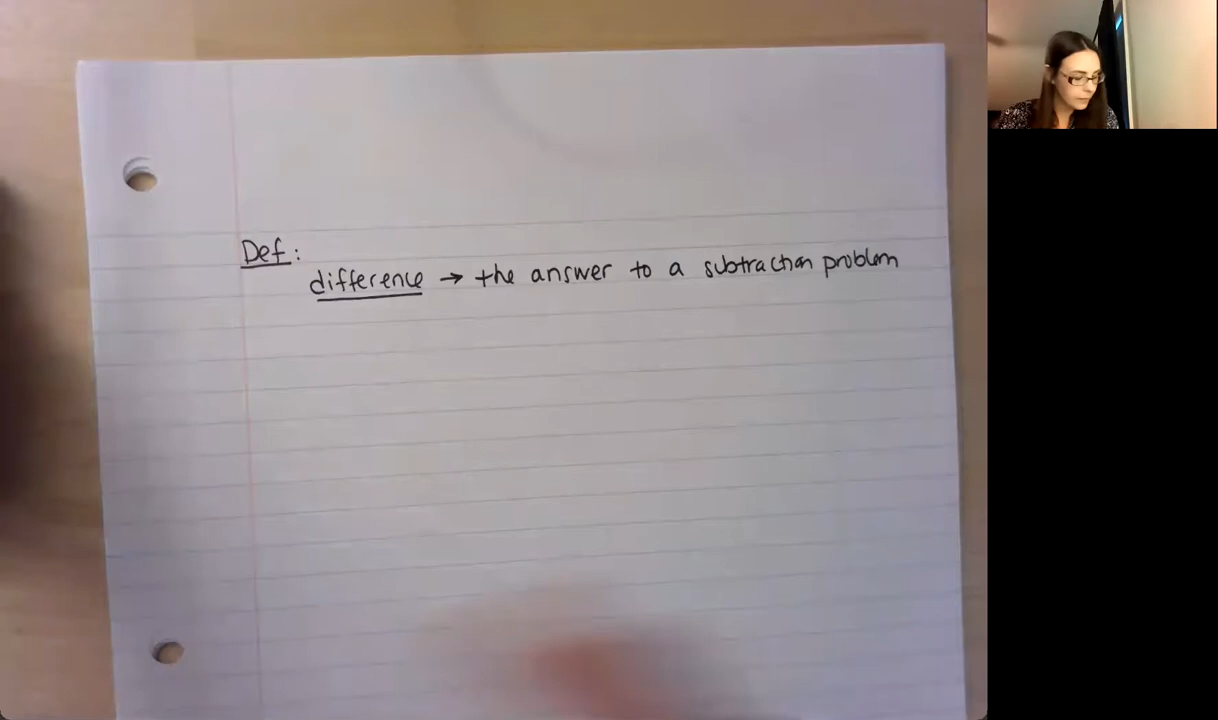 Def:
difference → the answer to a subtraction problem